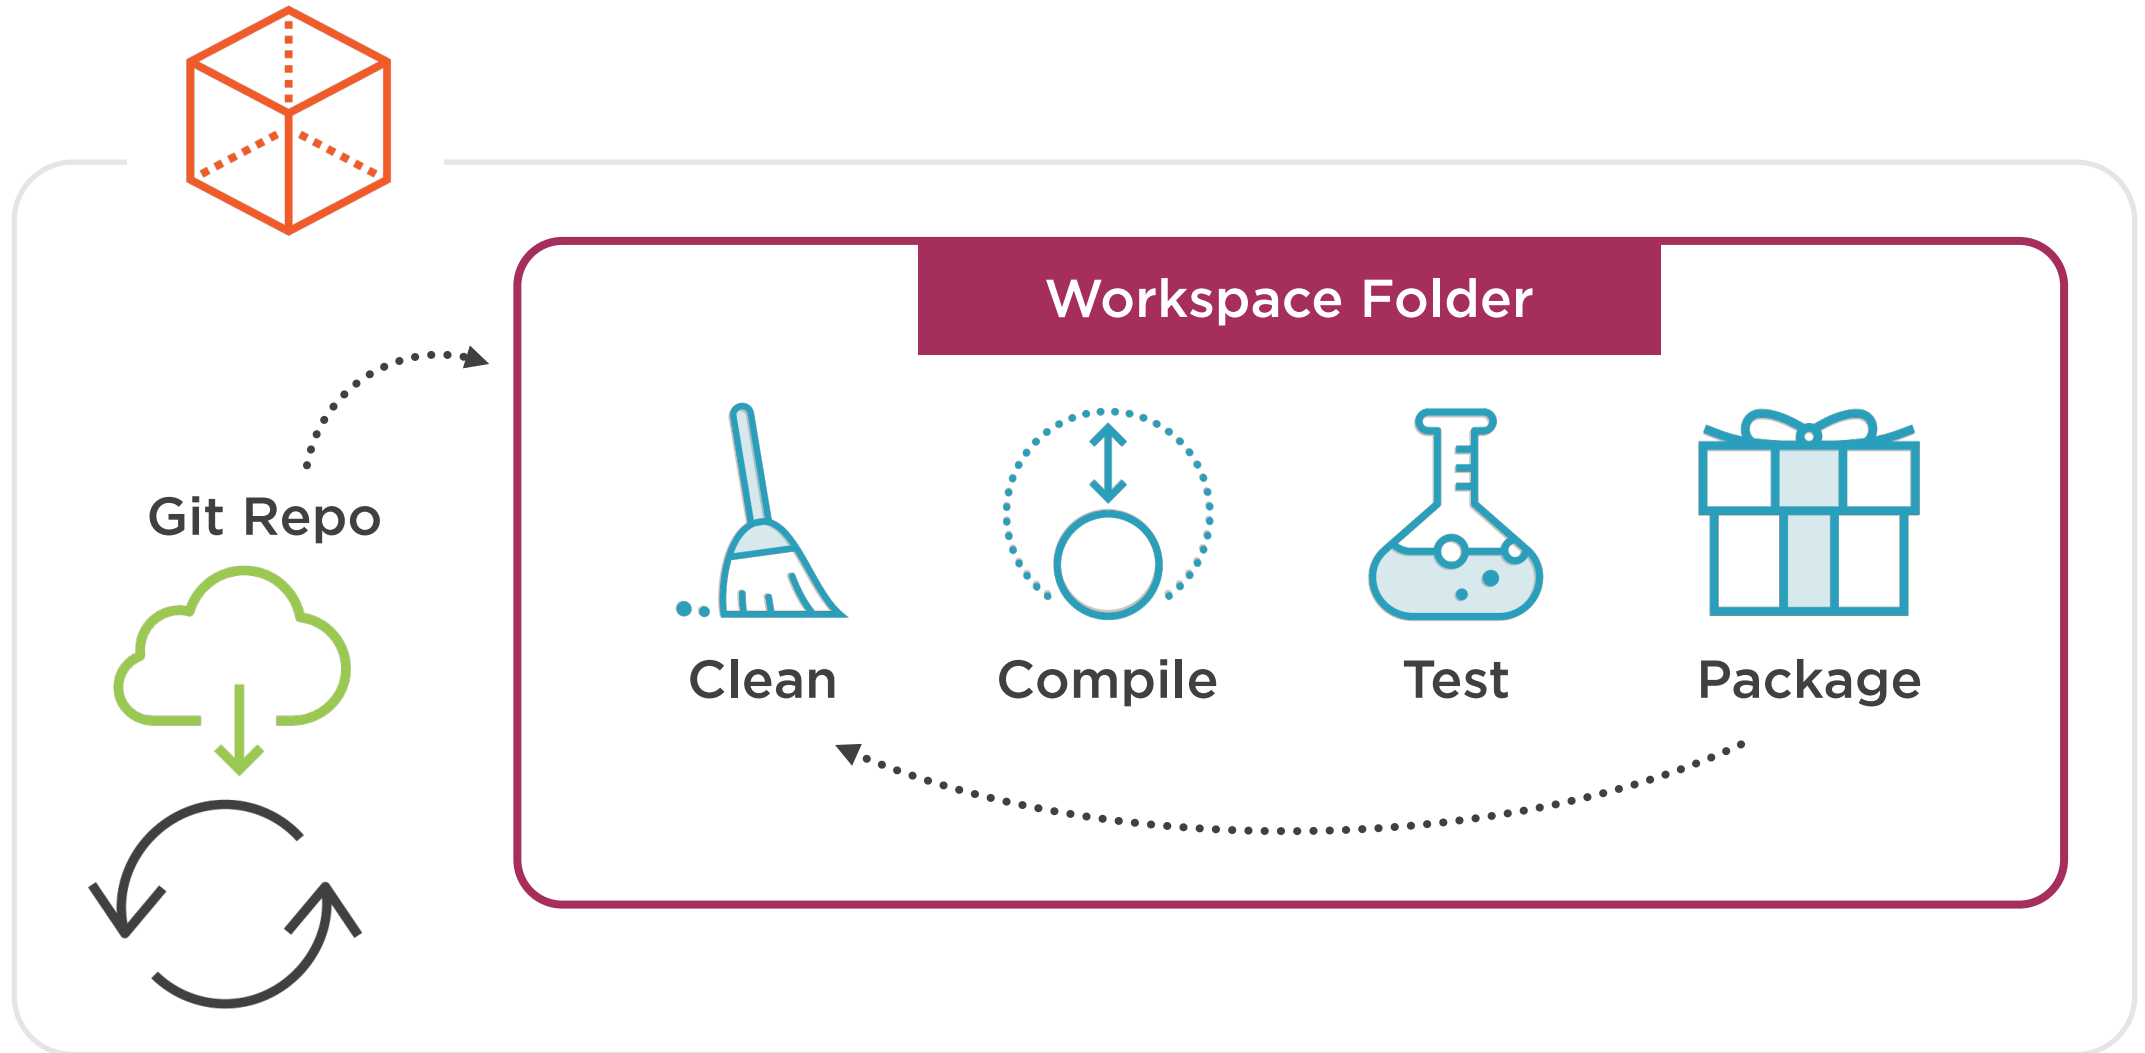 Workspace Folder
Git Repo
Clean
Compile
Test
Package